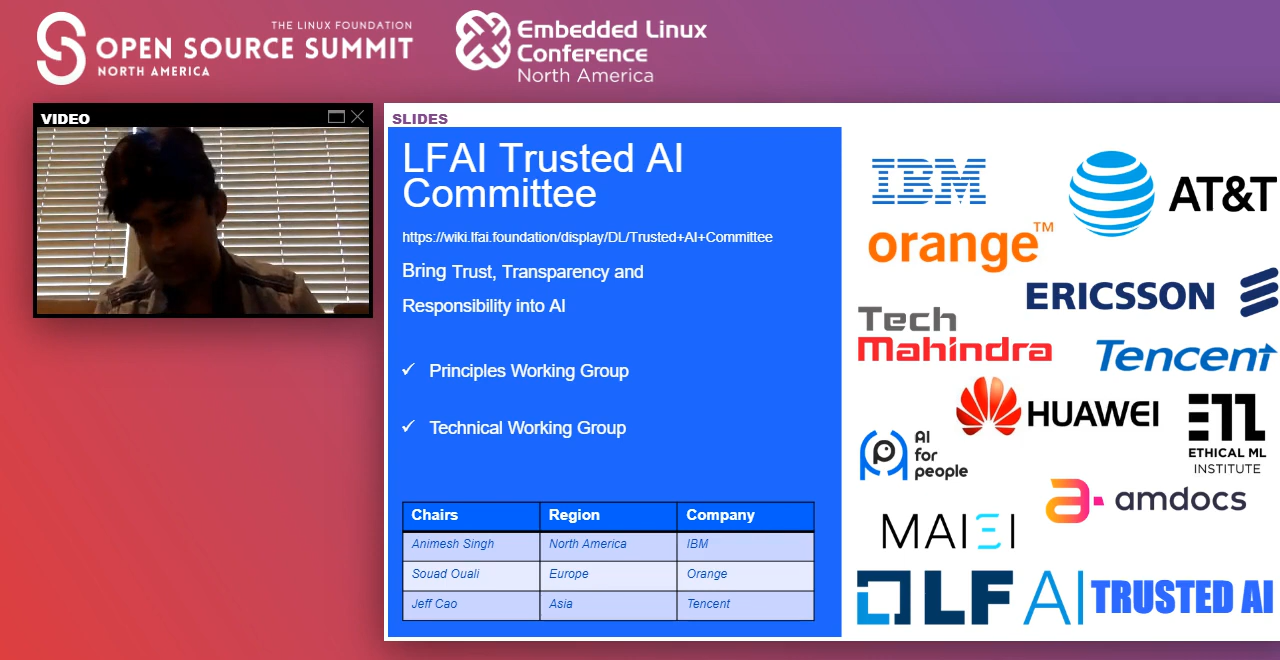 THE LINUX FOUNDATION
OPEN SOURCE SUMMIT
NORTH AMERICA
Embedded Linux
Conference
North America
VIDEO
SLIDES
LFAI Trusted AI
Committee
https://wiki.lfai.foundation/display/DL/Trusted+AI+Committee
Bring Trust, Transparency and
Responsibility into AI
✓ Principles Working Group
✓ Technical Working Group
Chairs Region Company
Animesh Singh North America IBM
Souad Ouali Europe Orange
Jeff Cao Asia Tencent
IBM
AT&T
orange™
ERICSSON
Tech
Mahindra
Tencent
HUAWEI
ETHICAL ML
INSTITUTE
AI
for
people
amdocs
MAIEI
LF AI TRUSTED AI